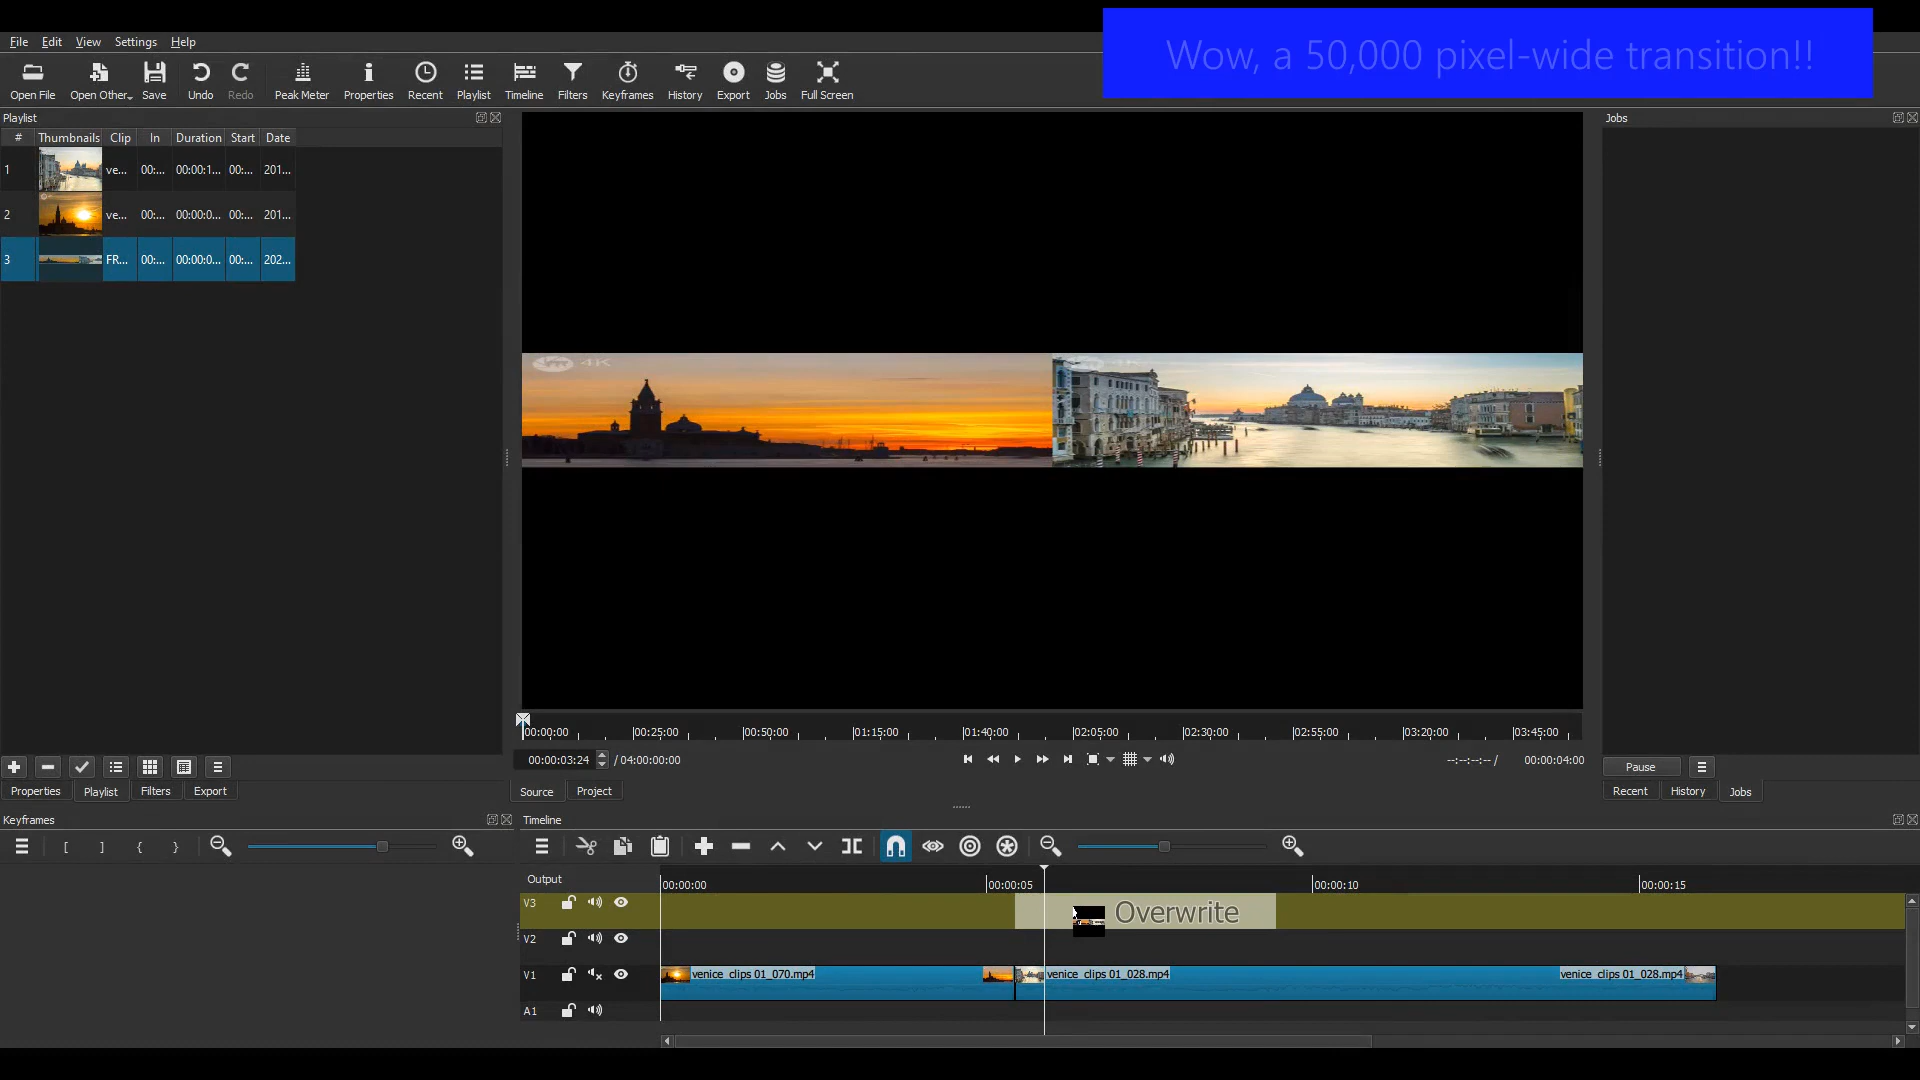 Wow, a 50,000 pixel-wide transition!!
File Edit View Settings Help
Open File Open Other Save Undo Redo Peak Meter Properties Recent Playlist Timeline Filters Keyframes History Export Jobs Full Screen
Playlist
Jobs
# Thumbnails Clip In Duration Start Date
1 ve... 00:... 00:00:1... 00:... 201...
2 ve... 00:... 00:00:0... 00:... 201...
3 FR... 00:... 00:00:0... 00:... 202...
4K
4K
00:00:00 00:25:00 00:50:00 01:15:00 01:40:00 02:05:00 02:30:00 02:55:00 03:20:00 03:45:00
00:00:03:24 / 04:00:00:00
--:--:--:-- / 00:00:04:00
Pause
Properties Playlist Filters Export
Source Project
Recent History Jobs
Keyframes
Timeline
[ ] { }
Output
00:00:00 00:00:05 00:00:10 00:00:15
V3
Overwrite
V2
V1
venice_clips 01_070.mp4
venice_clips 01_028.mp4
venice_clips 01_028.mp4
A1